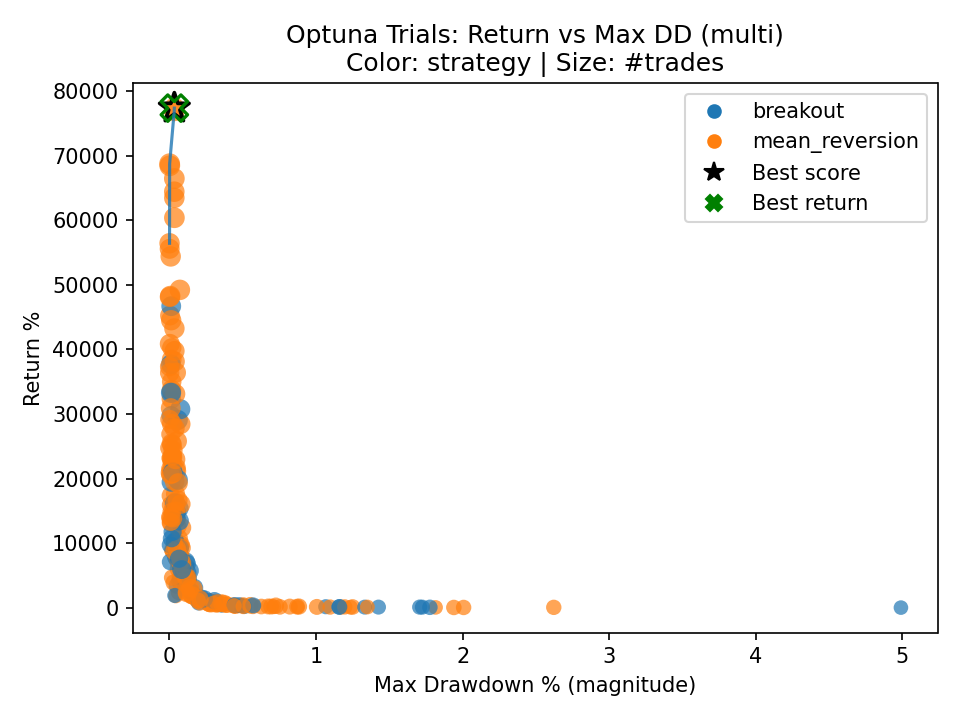 Optuna Trials: Return vs Max DD (multi)
Color: strategy | Size: #trades
80000
70000
60000
50000
40000
30000
20000
10000
0
Return %
breakout
mean_reversion
Best score
Best return
0
1
2
3
4
5
Max Drawdown % (magnitude)